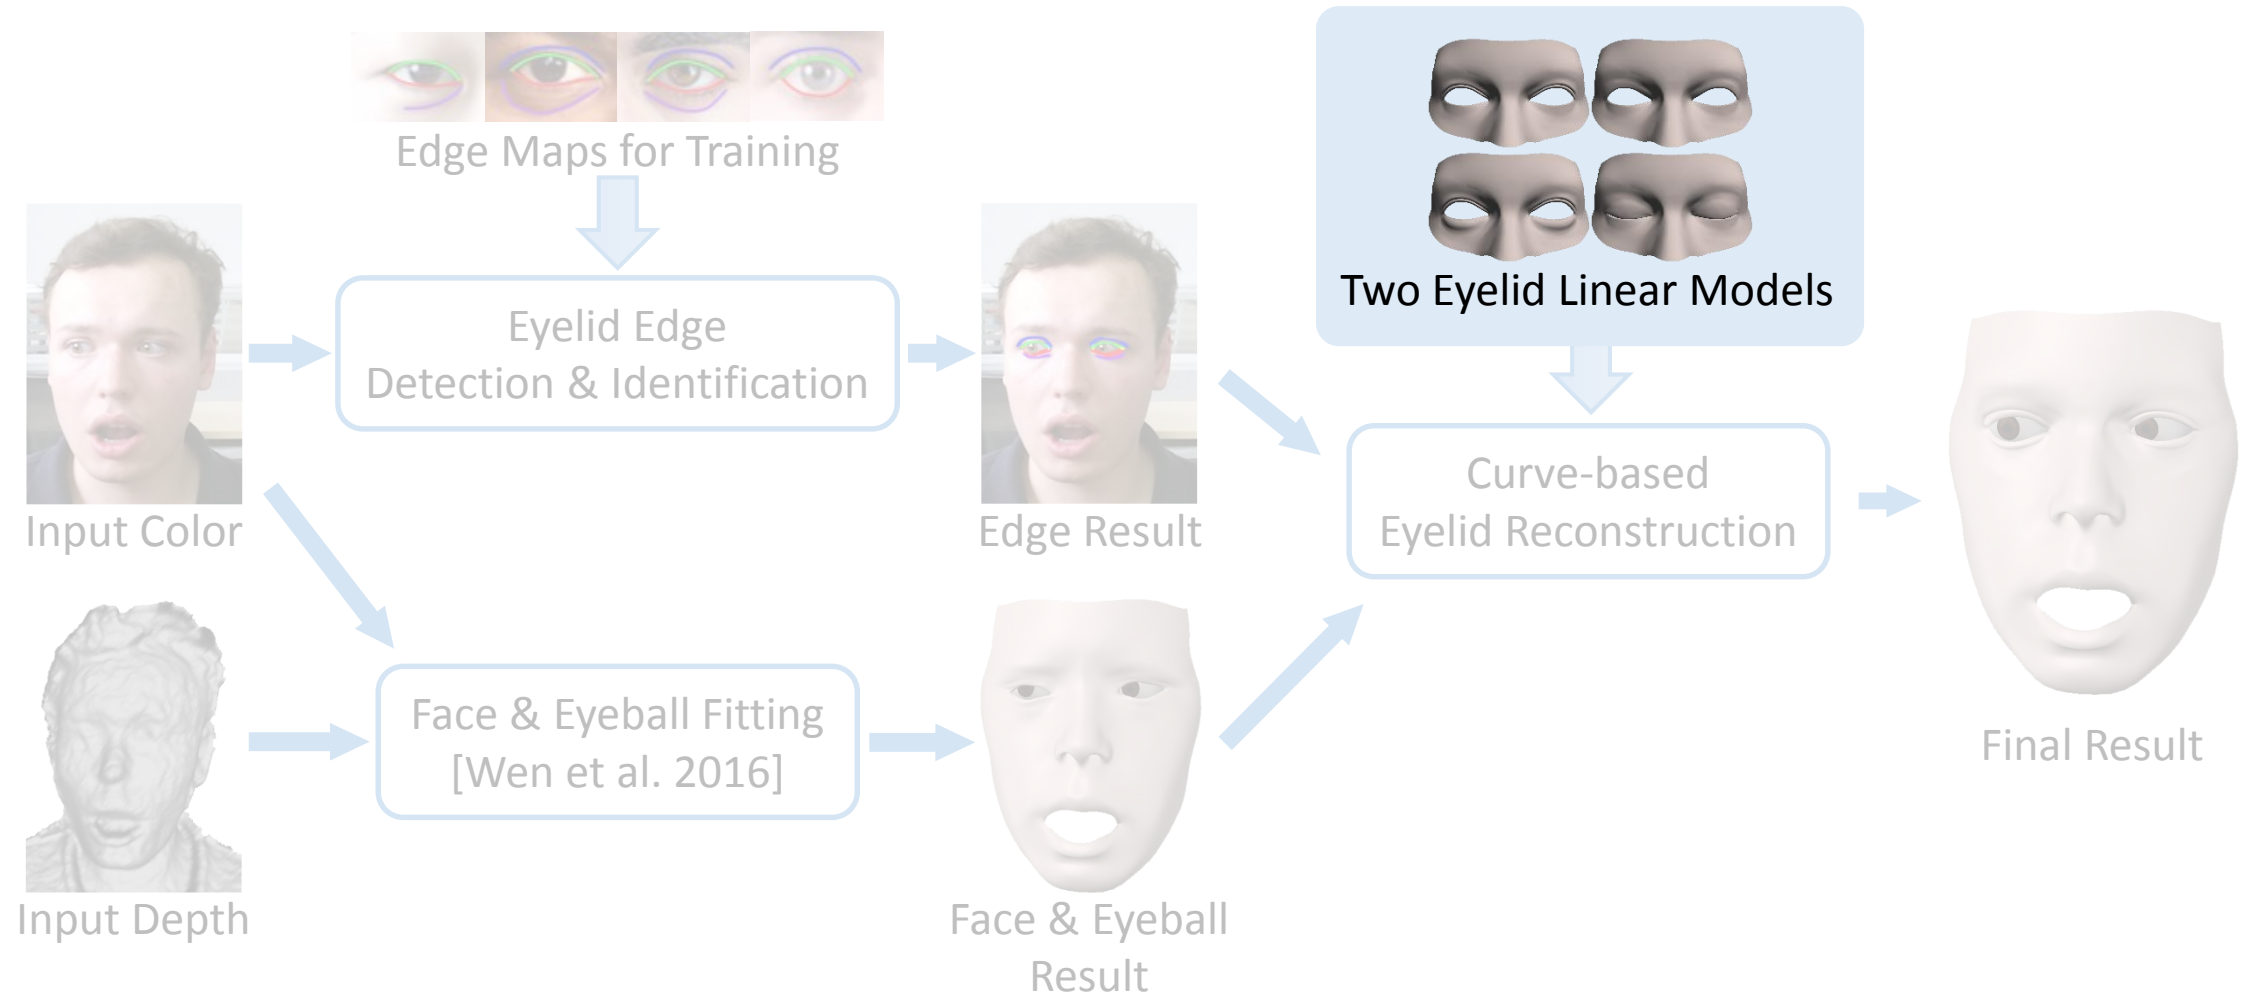 Edge Maps for Training
Two Eyelid Linear Models
Eyelid Edge
Detection & Identification
Input Color
Edge Result
Curve-based
Eyelid Reconstruction
Face & Eyeball Fitting
[Wen et al. 2016]
Final Result
Input Depth
Face & Eyeball
Result